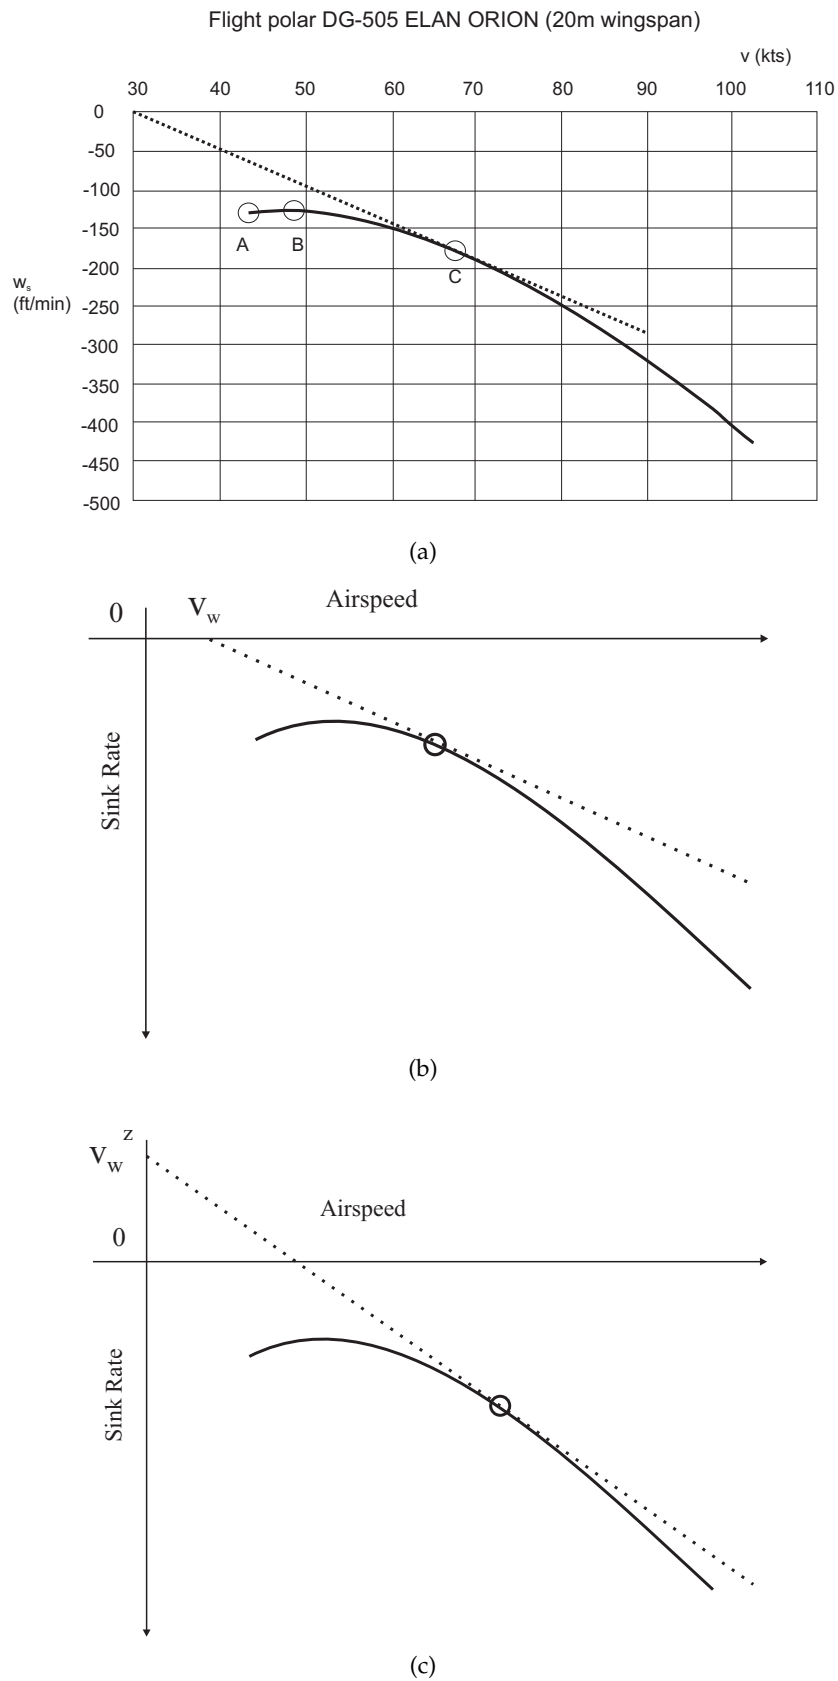 Flight polar DG-505 ELAN ORION (20m wingspan)
v (kts)
30 40 50 60 70 80 90 100 110
0
-50
-100
-150
A B
-200
C
wₛ
(ft/min)
-250
-300
-350
-400
-450
-500
(a)
0 Vw Airspeed
Sink Rate
(b)
Vw z
Airspeed
0
Sink Rate
(c)